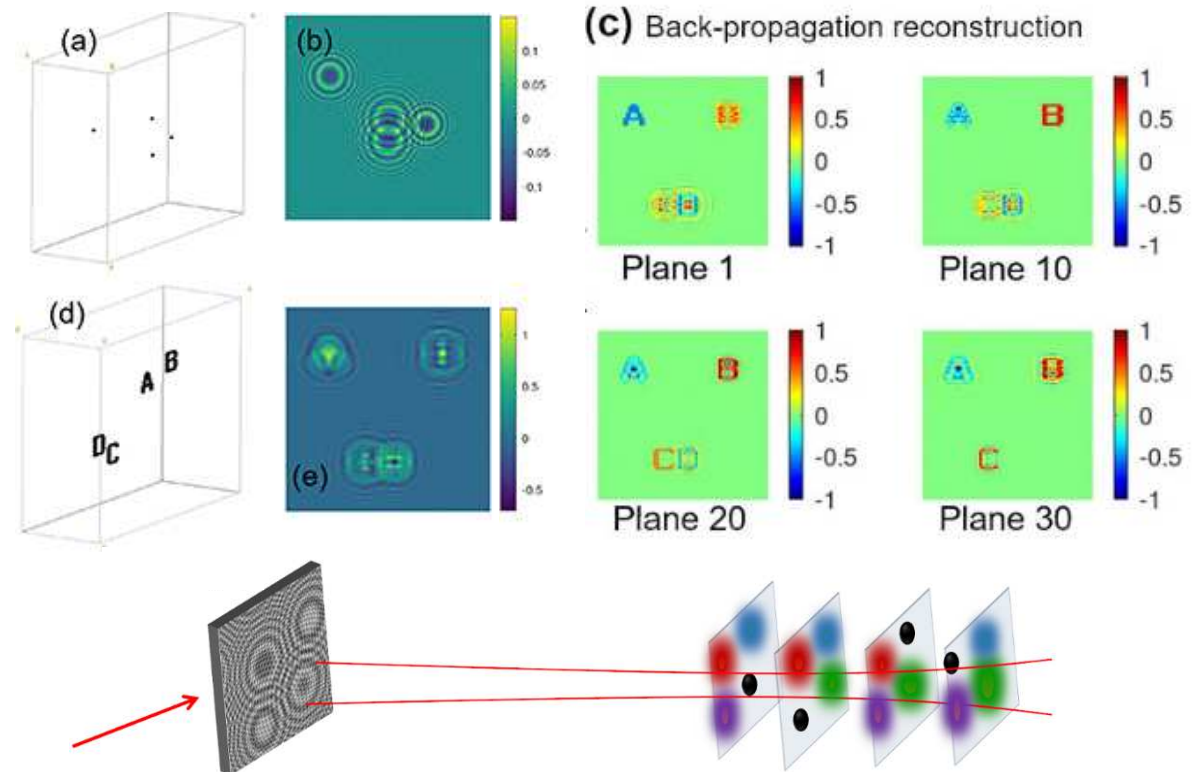 (a)
(b)
0.1
0.05
0
-0.05
-0.1
(c) Back-propagation reconstruction
1
0.5
0
-0.5
-1
Plane 1
1
0.5
0
-0.5
-1
Plane 10
(d)
A
B
D
C
(e)
1
0.5
0
-0.5
A
B
1
0.5
0
-0.5
-1
Plane 20
A
B
C
D
1
0.5
0
-0.5
-1
Plane 30
A
B
C